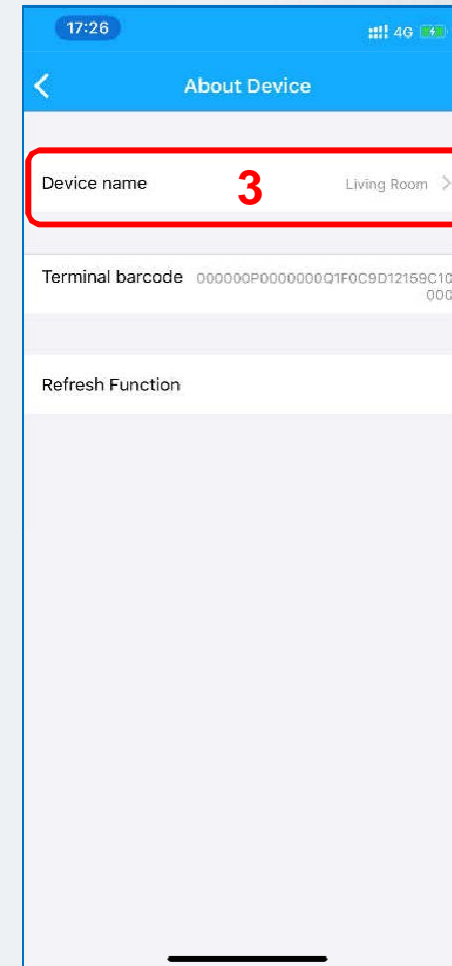 17:26 4G
About Device
Device name 3 Living Room
Terminal barcode 000000P0000000Q1F0C9D12159C10
000
Refresh Function